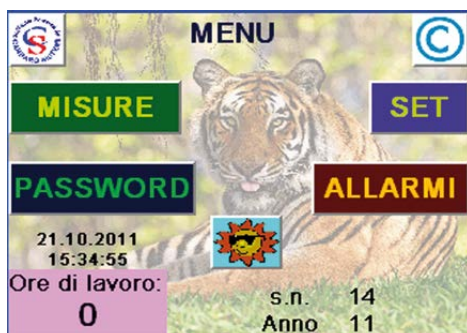 MENU
MISURE
SET
PASSWORD
ALLARMI
21.10.2011
15:34:55
Ore di lavoro:
0
s.n. 14
Anno 11